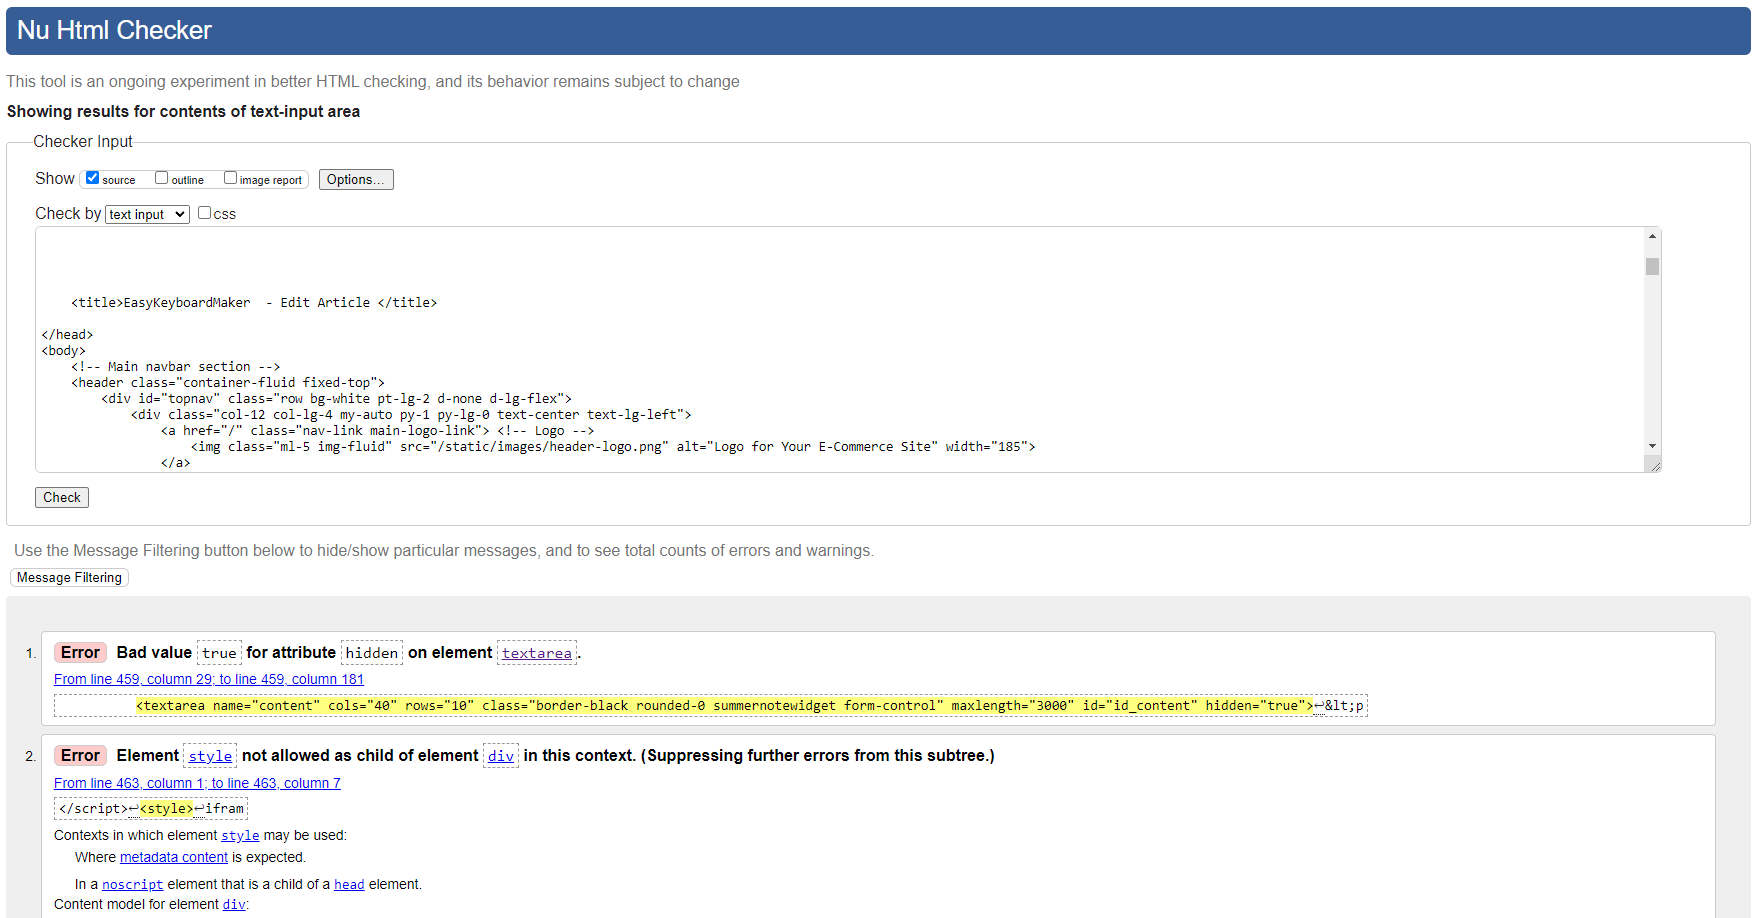 Nu Html Checker
This tool is an ongoing experiment in better HTML checking, and its behavior remains subject to change
Showing results for contents of text-input area
Checker Input
Show source outline image report Options...
Check by text input css
<title>EasyKeyboardMaker  - Edit Article </title>
</head>
<body>
<!-- Main navbar section -->
<header class="container-fluid fixed-top">
<div id="topnav" class="row bg-white pt-lg-2 d-none d-lg-flex">
<div class="col-12 col-lg-4 my-auto py-1 py-lg-0 text-center text-lg-left">
<a href="/" class="nav-link main-logo-link"> <!-- Logo -->
<img class="ml-5 img-fluid" src="/static/images/header-logo.png" alt="Logo for Your E-Commerce Site" width="185">
</a>
Check
Use the Message Filtering button below to hide/show particular messages, and to see total counts of errors and warnings.
Message Filtering
1. Error Bad value true for attribute hidden on element textarea.
From line 459, column 29; to line 459, column 181
<textarea name="content" cols="40" rows="10" class="border-black rounded-0 summernotewidget form-control" maxlength="3000" id="id_content" hidden="true">↩&lt;p
2. Error Element style not allowed as child of element div in this context. (Suppressing further errors from this subtree.)
From line 463, column 1; to line 463, column 7
</script>↩<style>↩ifram
Contexts in which element style may be used:
Where metadata content is expected.
In a noscript element that is a child of a head element.
Content model for element div: